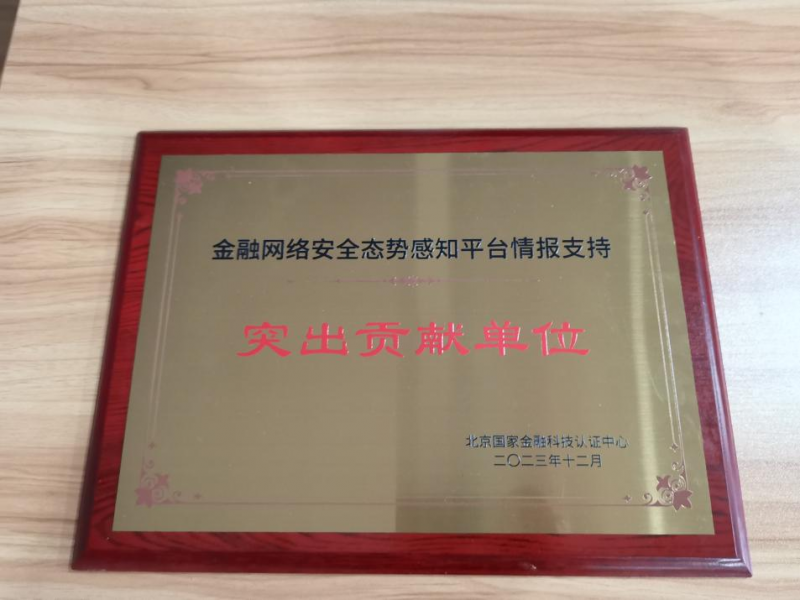 金融网络安全态势感知平台情报支持
突出贡献单位
北京国家金融科技认证中心
二〇二三年十二月